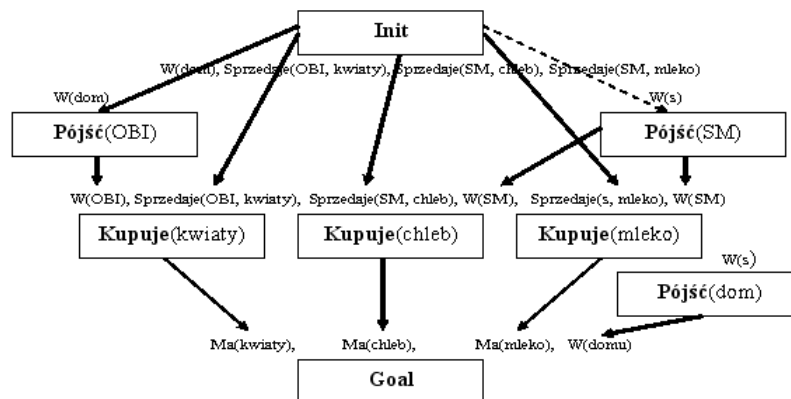 Init
W(dom), Sprzedaje(OBI, kwiaty), Sprzedaje(SM, chleb), Sprzedaje(SM, mleko)
W(dom)
W(s)
Pójść(OBI)
Pójść(SM)
W(OBI), Sprzedaje(OBI, kwiaty), Sprzedaje(SM, chleb), W(SM), Sprzedaje(s, mleko), W(SM)
Kupuje(kwiaty)
Kupuje(chleb)
Kupuje(mleko)
W(s)
Pójść(dom)
Ma(kwiaty), Ma(chleb), Ma(mleko), W(domu)
Goal